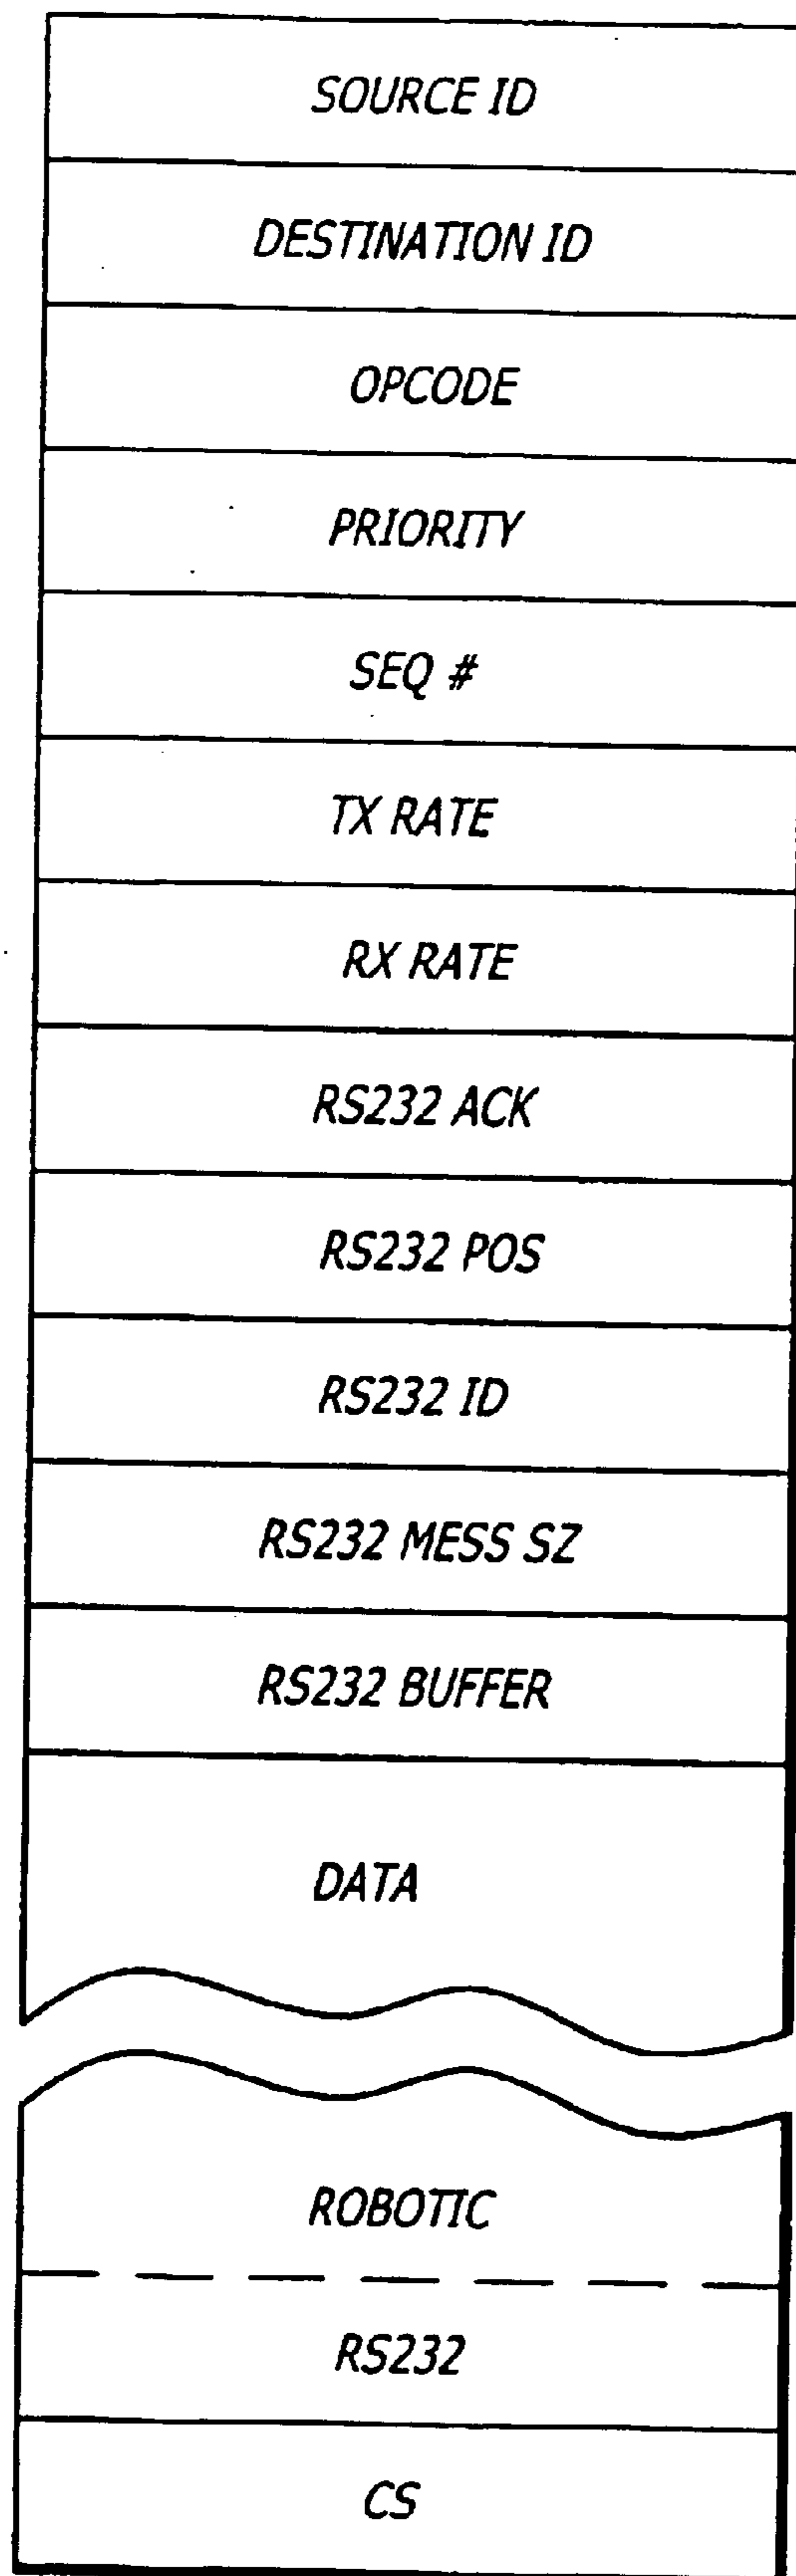 SOURCE ID
DESTINATION ID
OPCODE
PRIORITY
SEQ #
TX RATE
RX RATE
RS232 ACK
RS232 POS
RS232 ID
RS232 MESS SZ
RS232 BUFFER
DATA
ROBOTIC
RS232
CS